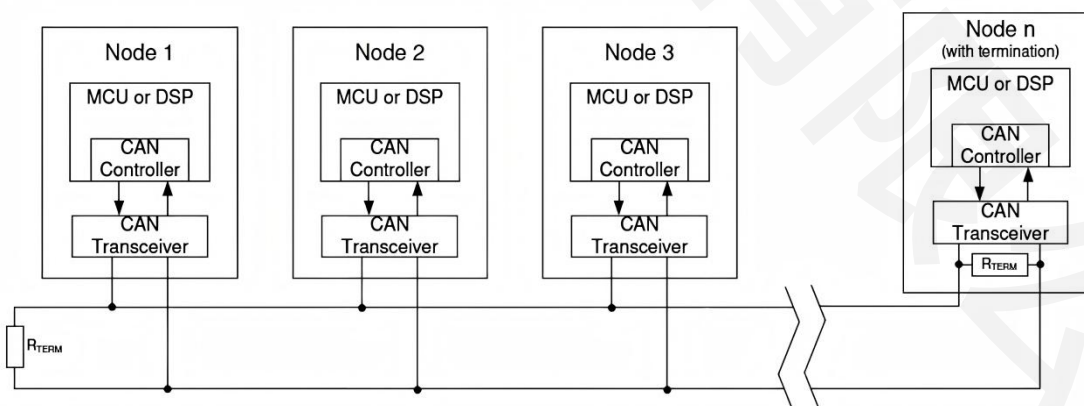 Node 1
MCU or DSP
CAN
Controller
CAN
Transceiver
Node 2
MCU or DSP
CAN
Controller
CAN
Transceiver
Node 3
MCU or DSP
CAN
Controller
CAN
Transceiver
Node n
(with termination)
MCU or DSP
CAN
Controller
CAN
Transceiver
RTERM
RTERM